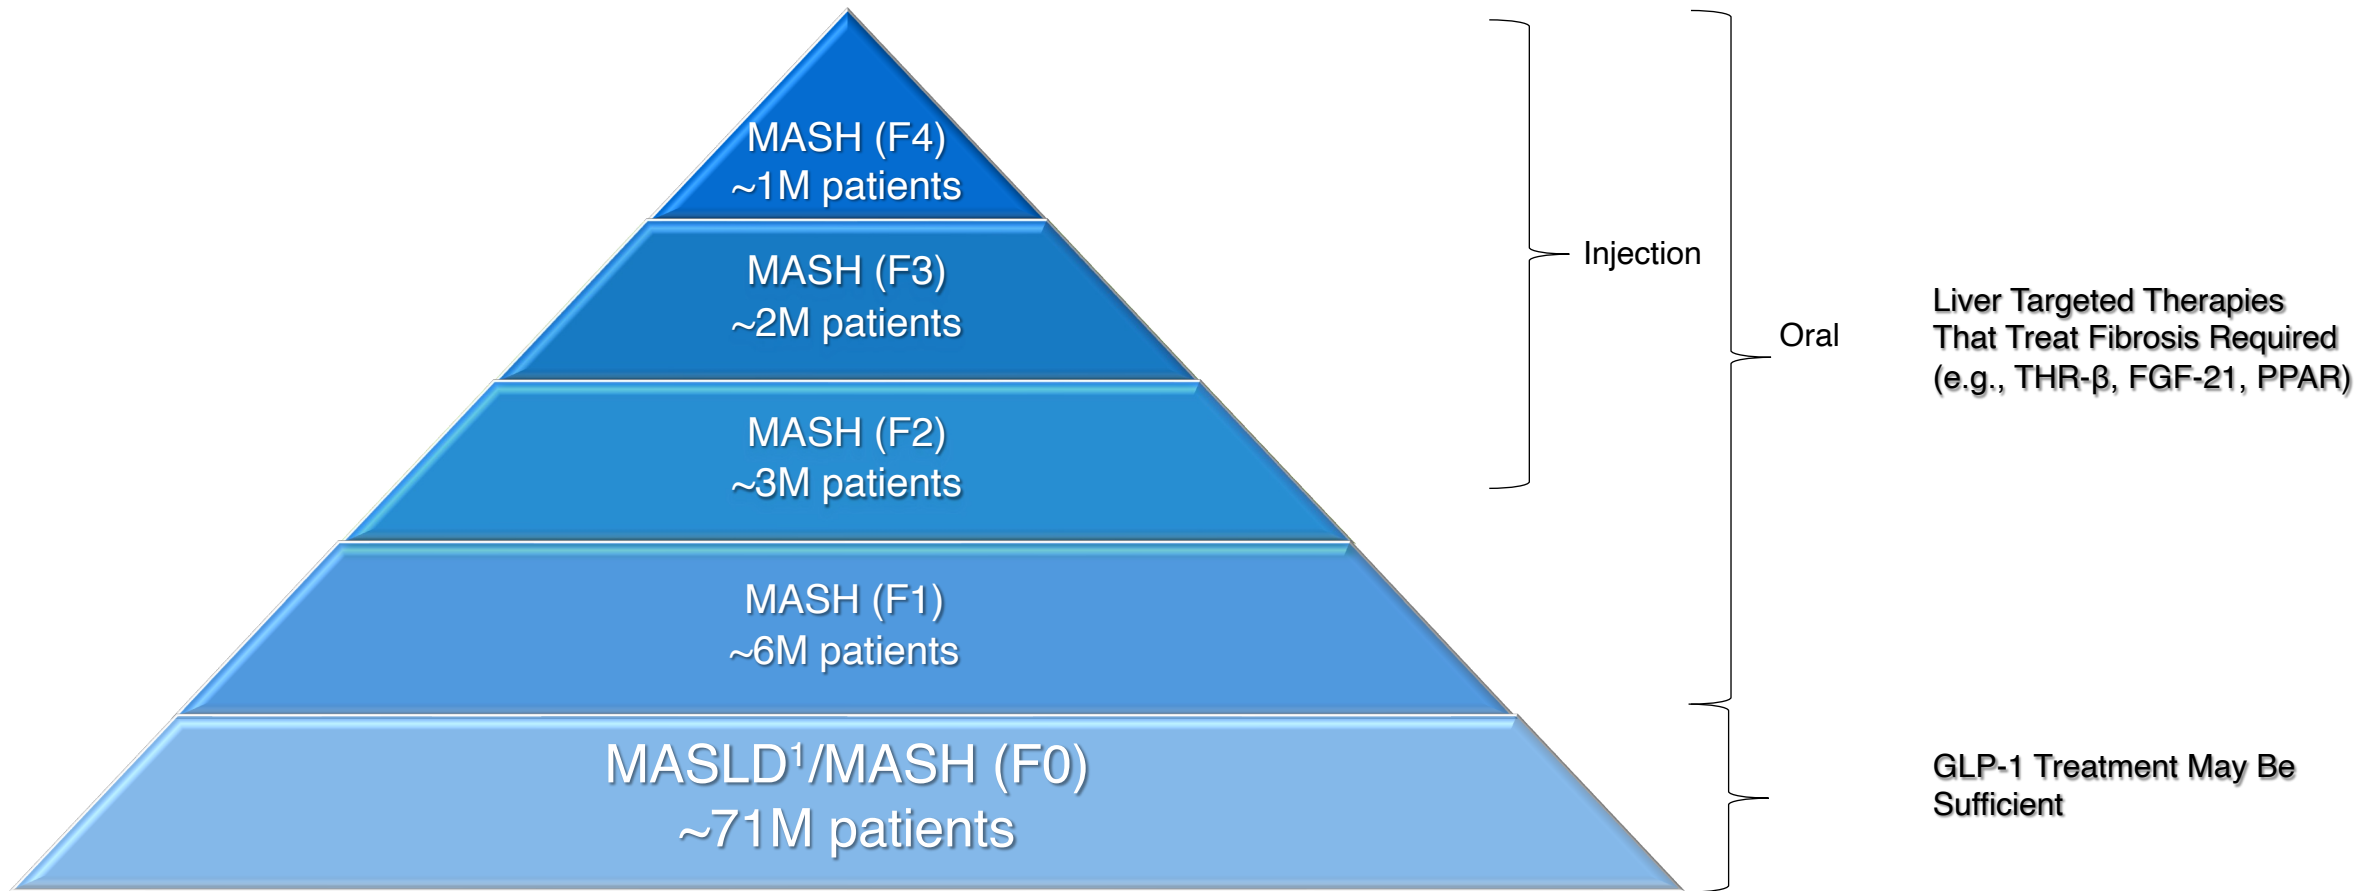 MASH (F4)
~1M patients
MASH (F3)
~2M patients
MASH (F2)
~3M patients
MASH (F1)
~6M patients
MASLD¹/MASH (F0)
~71M patients
Injection
Oral
Liver Targeted Therapies
That Treat Fibrosis Required
(e.g., THR-β, FGF-21, PPAR)
GLP-1 Treatment May Be
Sufficient